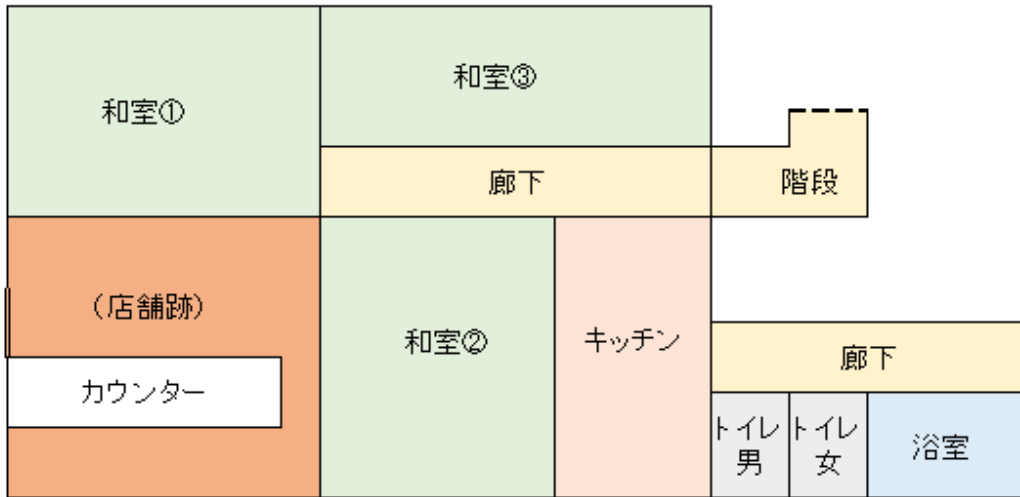 和室①
和室③
廊下
階段
(店舗跡)
カウンター
和室②
キッチン
廊下
トイレ
男
トイレ
女
浴室